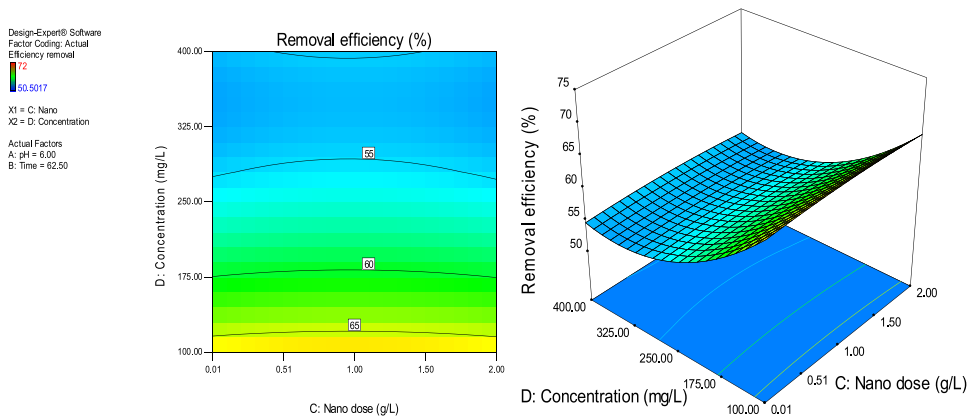 Design-Expert® Software
Factor Coding: Actual
Efficiency removal
72
50.5017
X1 = C: Nano
X2 = D: Concentration
Actual Factors
A: pH = 6.00
B: Time = 62.50
Removal efficiency (%)
400.00
325.00
250.00
175.00
100.00
D: Concentration (mg/L)
55
60
65
0.01
0.51
1.00
1.50
2.00
C: Nano dose (g/L)
75
70
65
60
55
50
Removal efficiency (%)
400.00
325.00
250.00
175.00
100.00
D: Concentration (mg/L)
2.00
1.50
1.00
0.51
0.01
C: Nano dose (g/L)